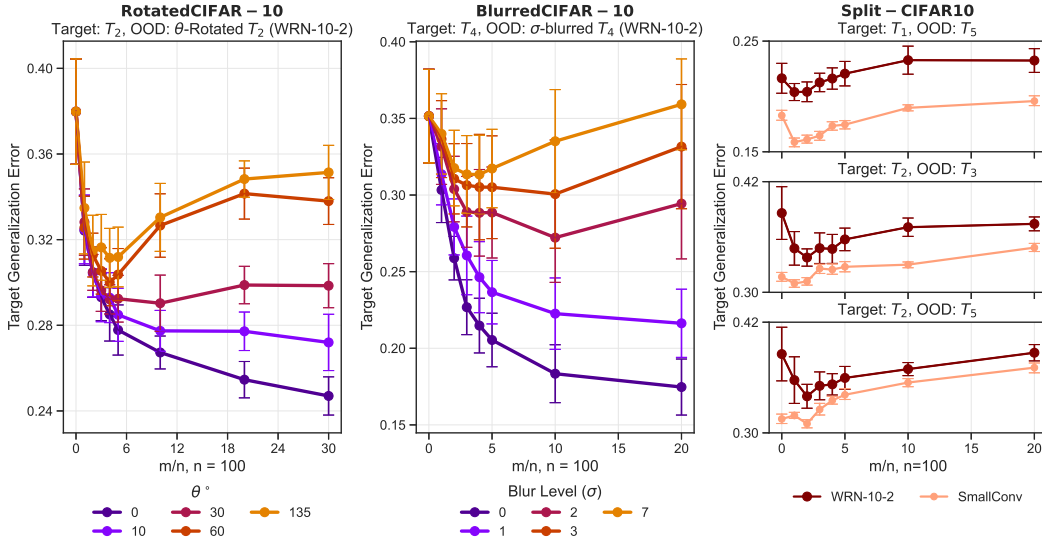 RotatedCIFAR – 10
Target: T₂, OOD: θ-Rotated T₂ (WRN-10-2)
Target Generalization Error
0.40
0.36
0.32
0.28
0.24
0 6 12 18 24 30
m/n, n = 100
θ°
0 30 135
10 60
BlurredCIFAR – 10
Target: T₄, OOD: σ-blurred T₄ (WRN-10-2)
Target Generalization Error
0.40
0.35
0.30
0.25
0.20
0.15
0 5 10 15 20
m/n, n = 100
Blur Level (σ)
0 2 7
1 3
Split – CIFAR10
Target: T₁, OOD: T₅
0.25
0.15
Target: T₂, OOD: T₃
0.42
0.30
Target: T₂, OOD: T₅
0.42
0.30
Target Generalization Error
0 5 10 15 20
m/n, n=100
WRN-10-2 SmallConv